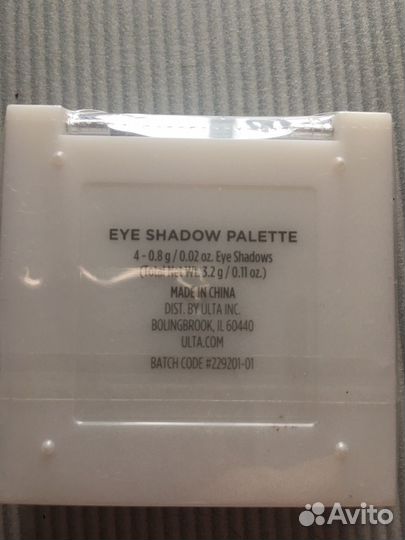 EYE SHADOW PALETTE
4 - 0.8 g / 0.02 oz. Eye Shadows
(Total Net Wt. 3.2 g / 0.11 oz.)
MADE IN CHINA
DIST. BY ULTA INC.
BOLINGBROOK, IL 60440
ULTA.COM
BATCH CODE #229201-01
Avito